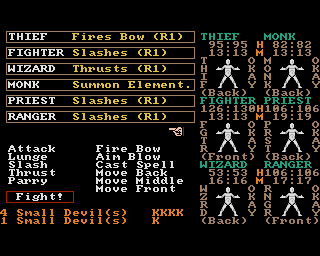 THIEF Fires Bow (R1)
FIGHTER Slashes (R1)
WIZARD Thrusts (R1)
MONK Summon Element.
PRIEST Slashes (R1)
RANGER Slashes (R1)
Attack Fire Bow
Lunge Aim Blow
Slash Cast Spell
Thrust Move Back
Parry Move Middle
Move Front
Fight!
4 Small Devil(s) KKKK
1 Small Devil(s) K
THIEF MONK
95:95 H 82:82
13:13 M 13:13
(Back) (Back)
FIGHTER PRIEST
126:130 H 106:106
13:13 M 19:19
(Front) (Back)
WIZARD RANGER
53:53 H 106:106
16:16 M 17:17
(Back) (Front)